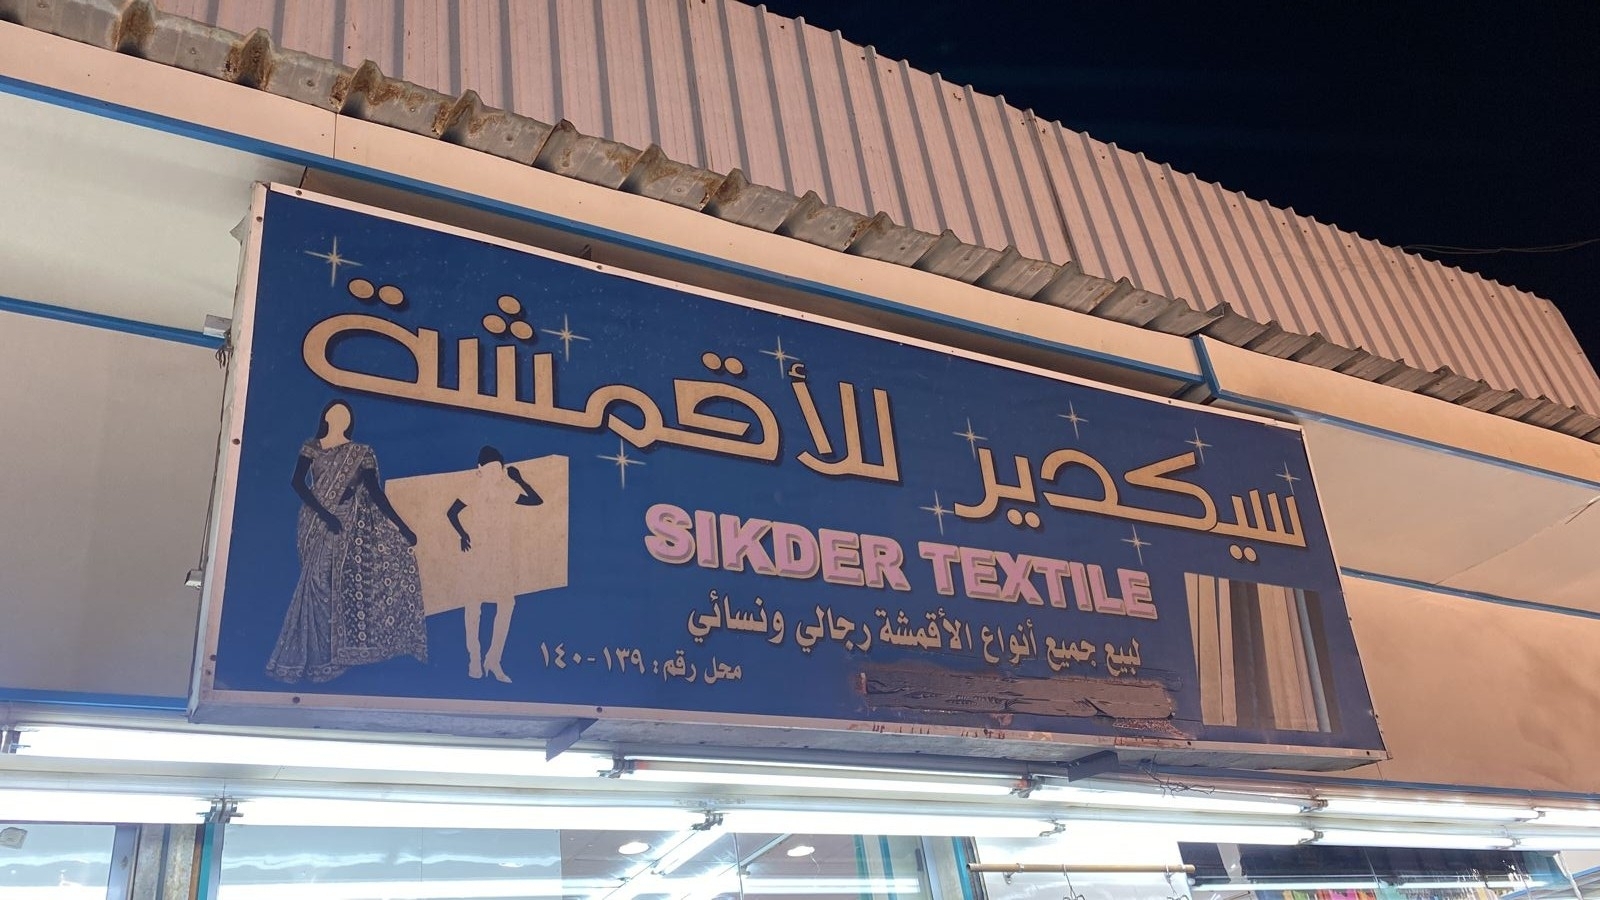 سيكدير للأقمشة
SIKDER TEXTILE
لبيع جميع أنواع الأقمشة رجالي ونسائي
محل رقم: ١٣٩-١٤٠